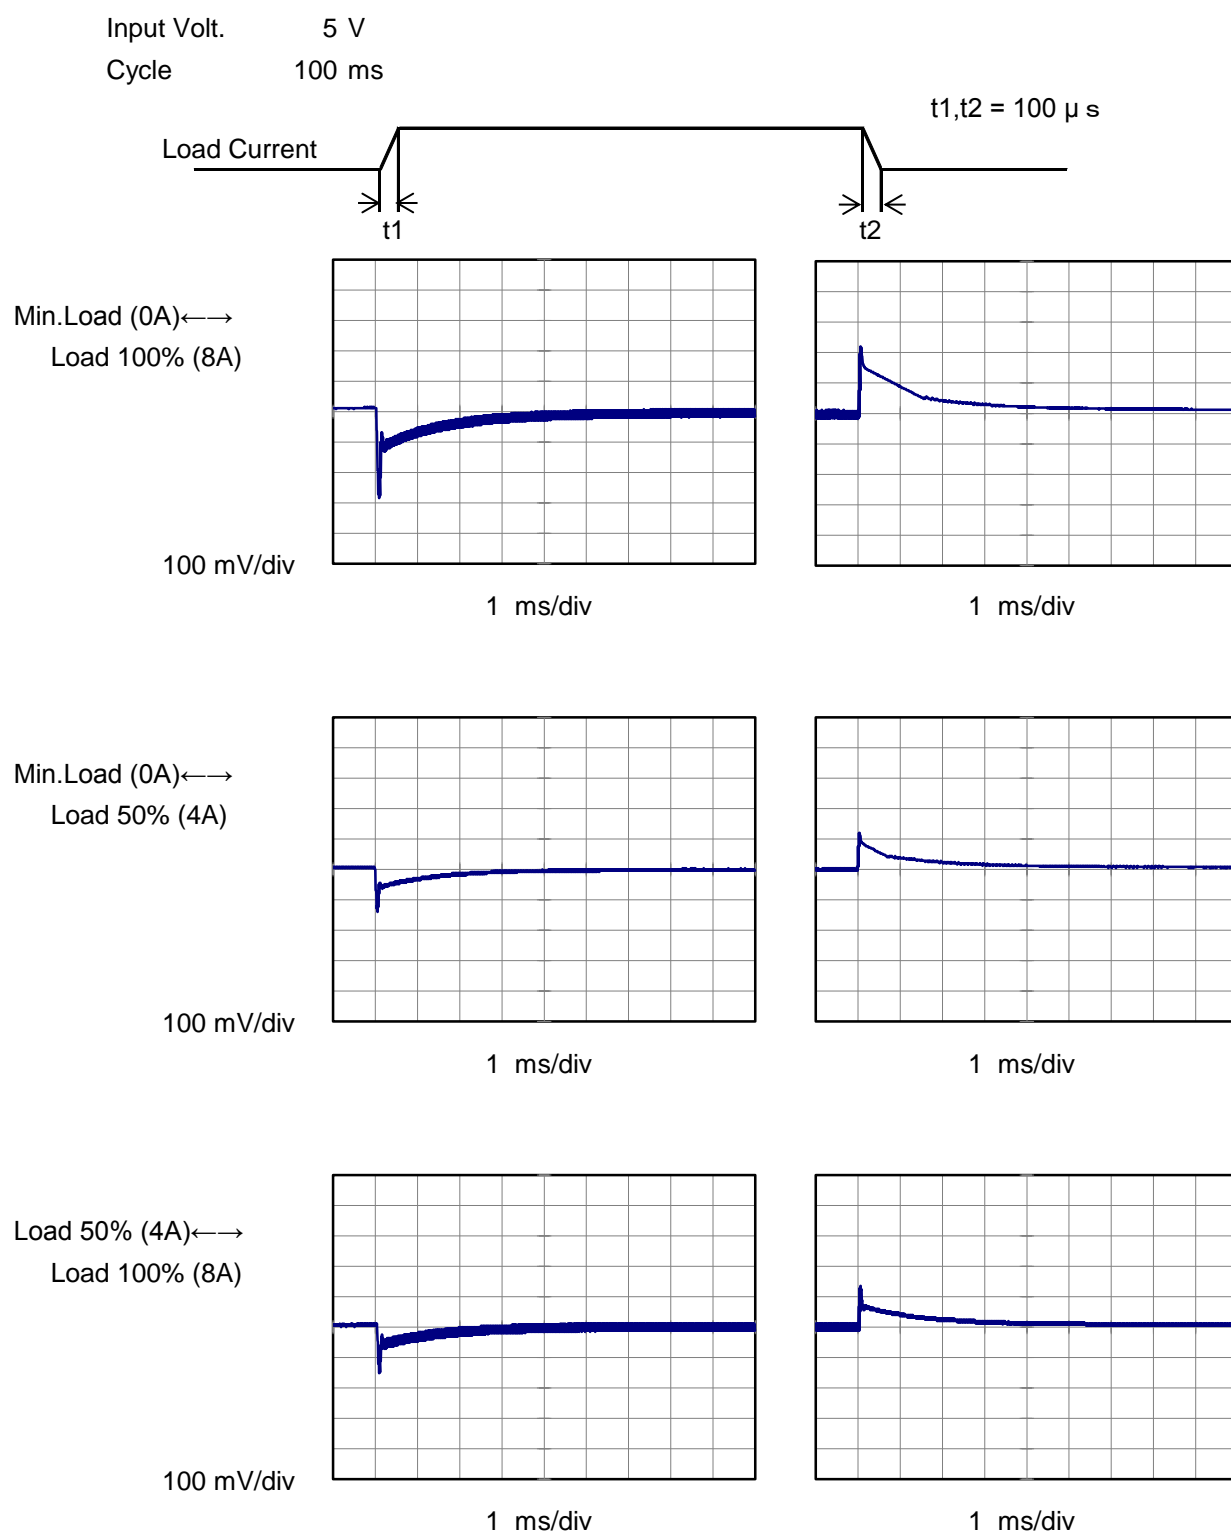 Input Volt. 5 V
Cycle 100 ms
t1,t2 = 100 μ s
Load Current
t1 t2
Min.Load (0A)←→
Load 100% (8A)
100 mV/div
1 ms/div 1 ms/div
Min.Load (0A)←→
Load 50% (4A)
100 mV/div
1 ms/div 1 ms/div
Load 50% (4A)←→
Load 100% (8A)
100 mV/div
1 ms/div 1 ms/div